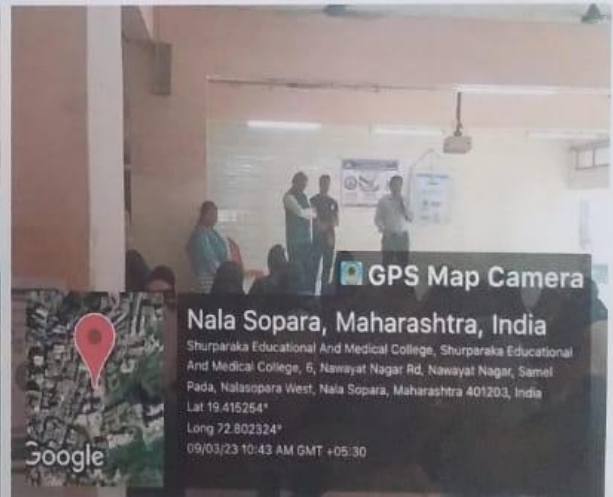 GPS Map Camera
Nala Sopara, Maharashtra, India
Shurparaka Educational And Medical College, Shurparaka Educational
And Medical College, 6, Nawayat Nagar Rd, Nawayat Nagar, Samel
Pada, Nalasopara West, Nala Sopara, Maharashtra 401203, India
Lat 19.415254°
Long 72.802324°
09/03/23 10:43 AM GMT +05:30
Google